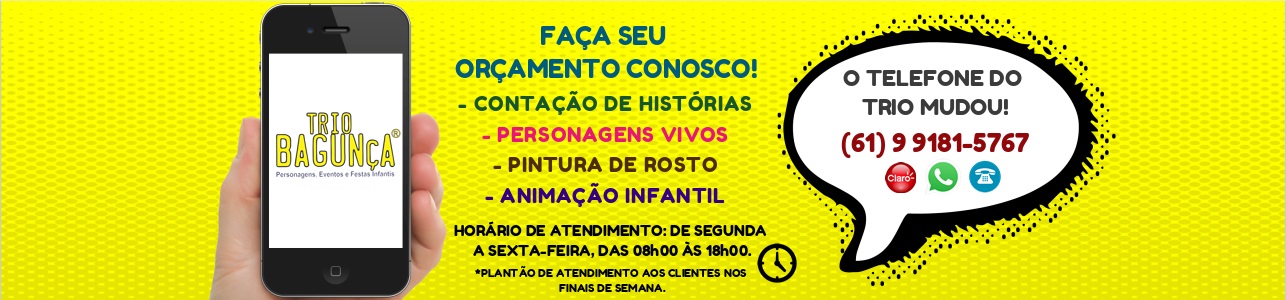 TRIO
BAGUNÇA®
Personagens, Eventos e Festas Infantis
FAÇA SEU
ORÇAMENTO CONOSCO!
- CONTAÇÃO DE HISTÓRIAS
- PERSONAGENS VIVOS
- PINTURA DE ROSTO
- ANIMAÇÃO INFANTIL
HORÁRIO DE ATENDIMENTO: DE SEGUNDA
A SEXTA-FEIRA, DAS 08h00 ÀS 18h00.
*PLANTÃO DE ATENDIMENTO AOS CLIENTES NOS
FINAIS DE SEMANA.
O TELEFONE DO
TRIO MUDOU!
(61) 9 9181-5767
Claro